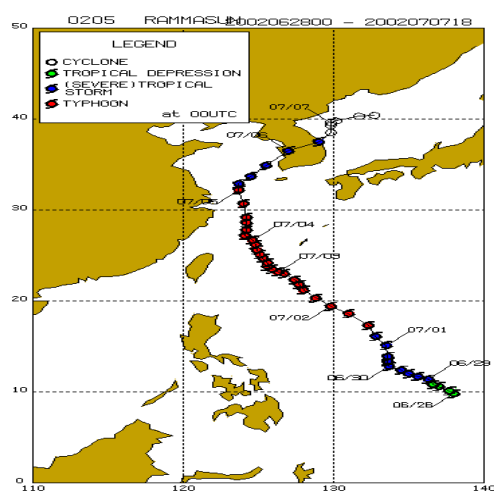 0205 RAMMASUN 2002062800 - 2002070718
LEGEND
CYCLONE
TROPICAL DEPRESSION
(SEVERE)TROPICAL
STORM
TYPHOON
at 00UTC
50
40
30
20
10
0
110
120
130
140
07/07
07/06
07/05
07/04
07/03
07/02
07/01
06/30
06/29
06/28